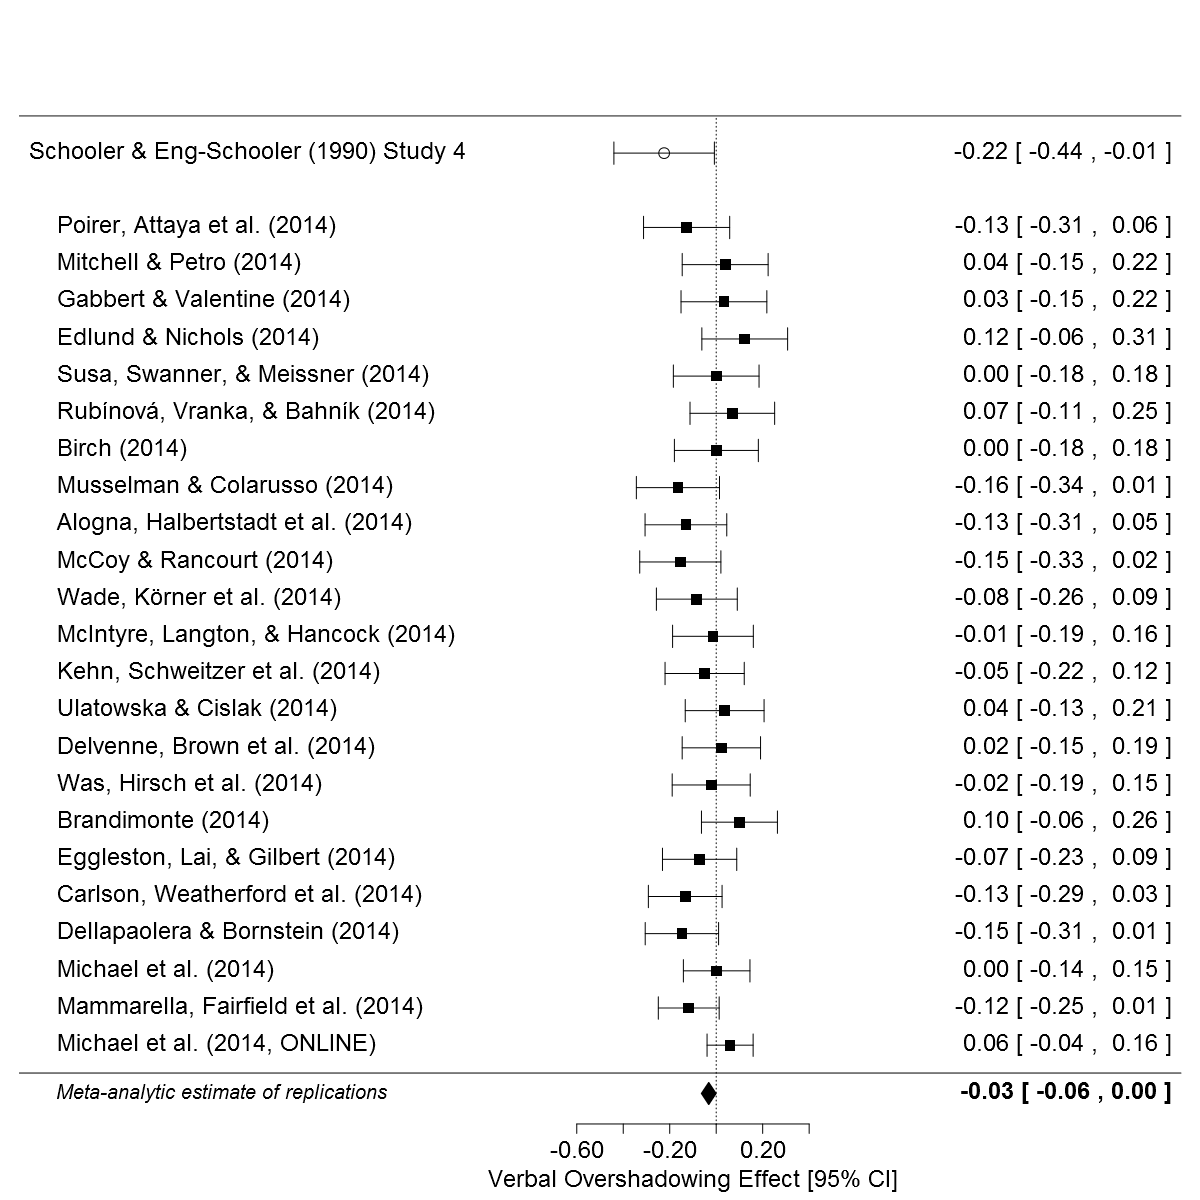 Schooler & Eng-Schooler (1990) Study 4 -0.22 [ -0.44 , -0.01 ]
Poirer, Attaya et al. (2014) -0.13 [ -0.31 , 0.06 ]
Mitchell & Petro (2014) 0.04 [ -0.15 , 0.22 ]
Gabbert & Valentine (2014) 0.03 [ -0.15 , 0.22 ]
Edlund & Nichols (2014) 0.12 [ -0.06 , 0.31 ]
Susa, Swanner, & Meissner (2014) 0.00 [ -0.18 , 0.18 ]
Rubínová, Vranka, & Bahník (2014) 0.07 [ -0.11 , 0.25 ]
Birch (2014) 0.00 [ -0.18 , 0.18 ]
Musselman & Colarusso (2014) -0.16 [ -0.34 , 0.01 ]
Alogna, Halbertstadt et al. (2014) -0.13 [ -0.31 , 0.05 ]
McCoy & Rancourt (2014) -0.15 [ -0.33 , 0.02 ]
Wade, Körner et al. (2014) -0.08 [ -0.26 , 0.09 ]
McIntyre, Langton, & Hancock (2014) -0.01 [ -0.19 , 0.16 ]
Kehn, Schweitzer et al. (2014) -0.05 [ -0.22 , 0.12 ]
Ulatowska & Cislak (2014) 0.04 [ -0.13 , 0.21 ]
Delvenne, Brown et al. (2014) 0.02 [ -0.15 , 0.19 ]
Was, Hirsch et al. (2014) -0.02 [ -0.19 , 0.15 ]
Brandimonte (2014) 0.10 [ -0.06 , 0.26 ]
Eggleston, Lai, & Gilbert (2014) -0.07 [ -0.23 , 0.09 ]
Carlson, Weatherford et al. (2014) -0.13 [ -0.29 , 0.03 ]
Dellapaolera & Bornstein (2014) -0.15 [ -0.31 , 0.01 ]
Michael et al. (2014) 0.00 [ -0.14 , 0.15 ]
Mammarella, Fairfield et al. (2014) -0.12 [ -0.25 , 0.01 ]
Michael et al. (2014, ONLINE) 0.06 [ -0.04 , 0.16 ]
Meta-analytic estimate of replications -0.03 [ -0.06 , 0.00 ]
-0.60 -0.20 0.20
Verbal Overshadowing Effect [95% CI]